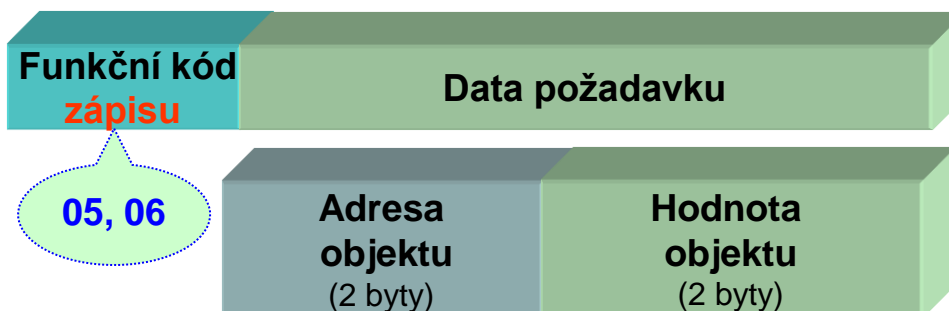 Funkční kód
zápisu
Data požadavku
05, 06
Adresa
objektu
(2 byty)
Hodnota
objektu
(2 byty)